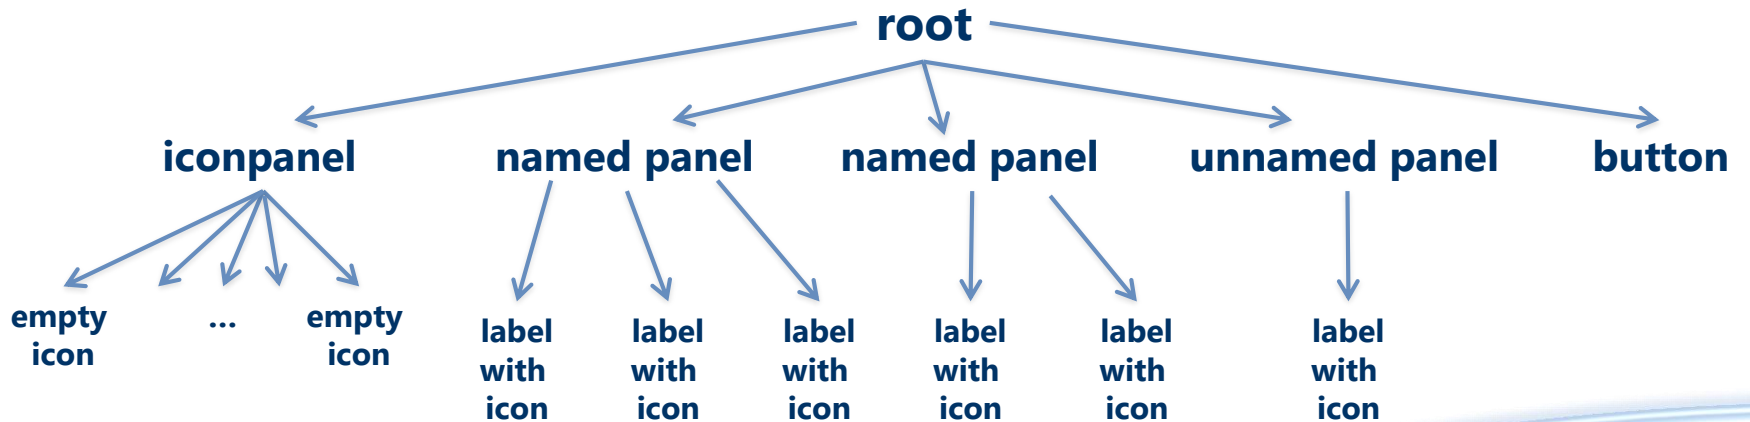 root
iconpanel
named panel
named panel
unnamed panel
button
empty
icon
...
empty
icon
label
with
icon
label
with
icon
label
with
icon
label
with
icon
label
with
icon
label
with
icon